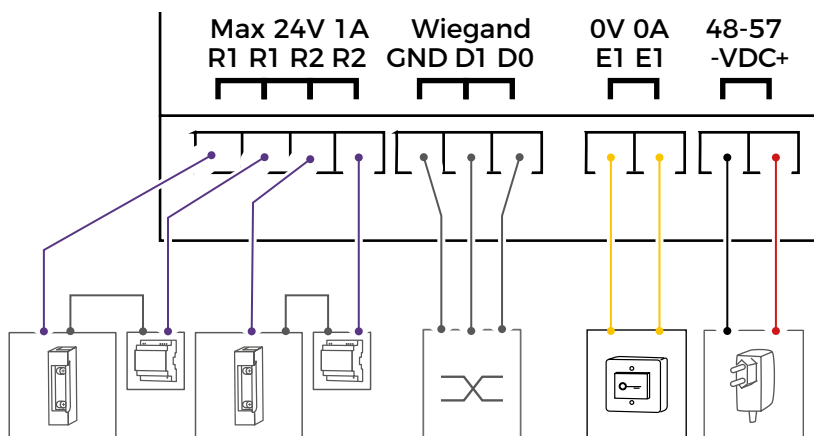 Max 24V 1A
R1 R1 R2 R2
Wiegand
GND D1 D0
0V 0A
E1 E1
48-57
-VDC+